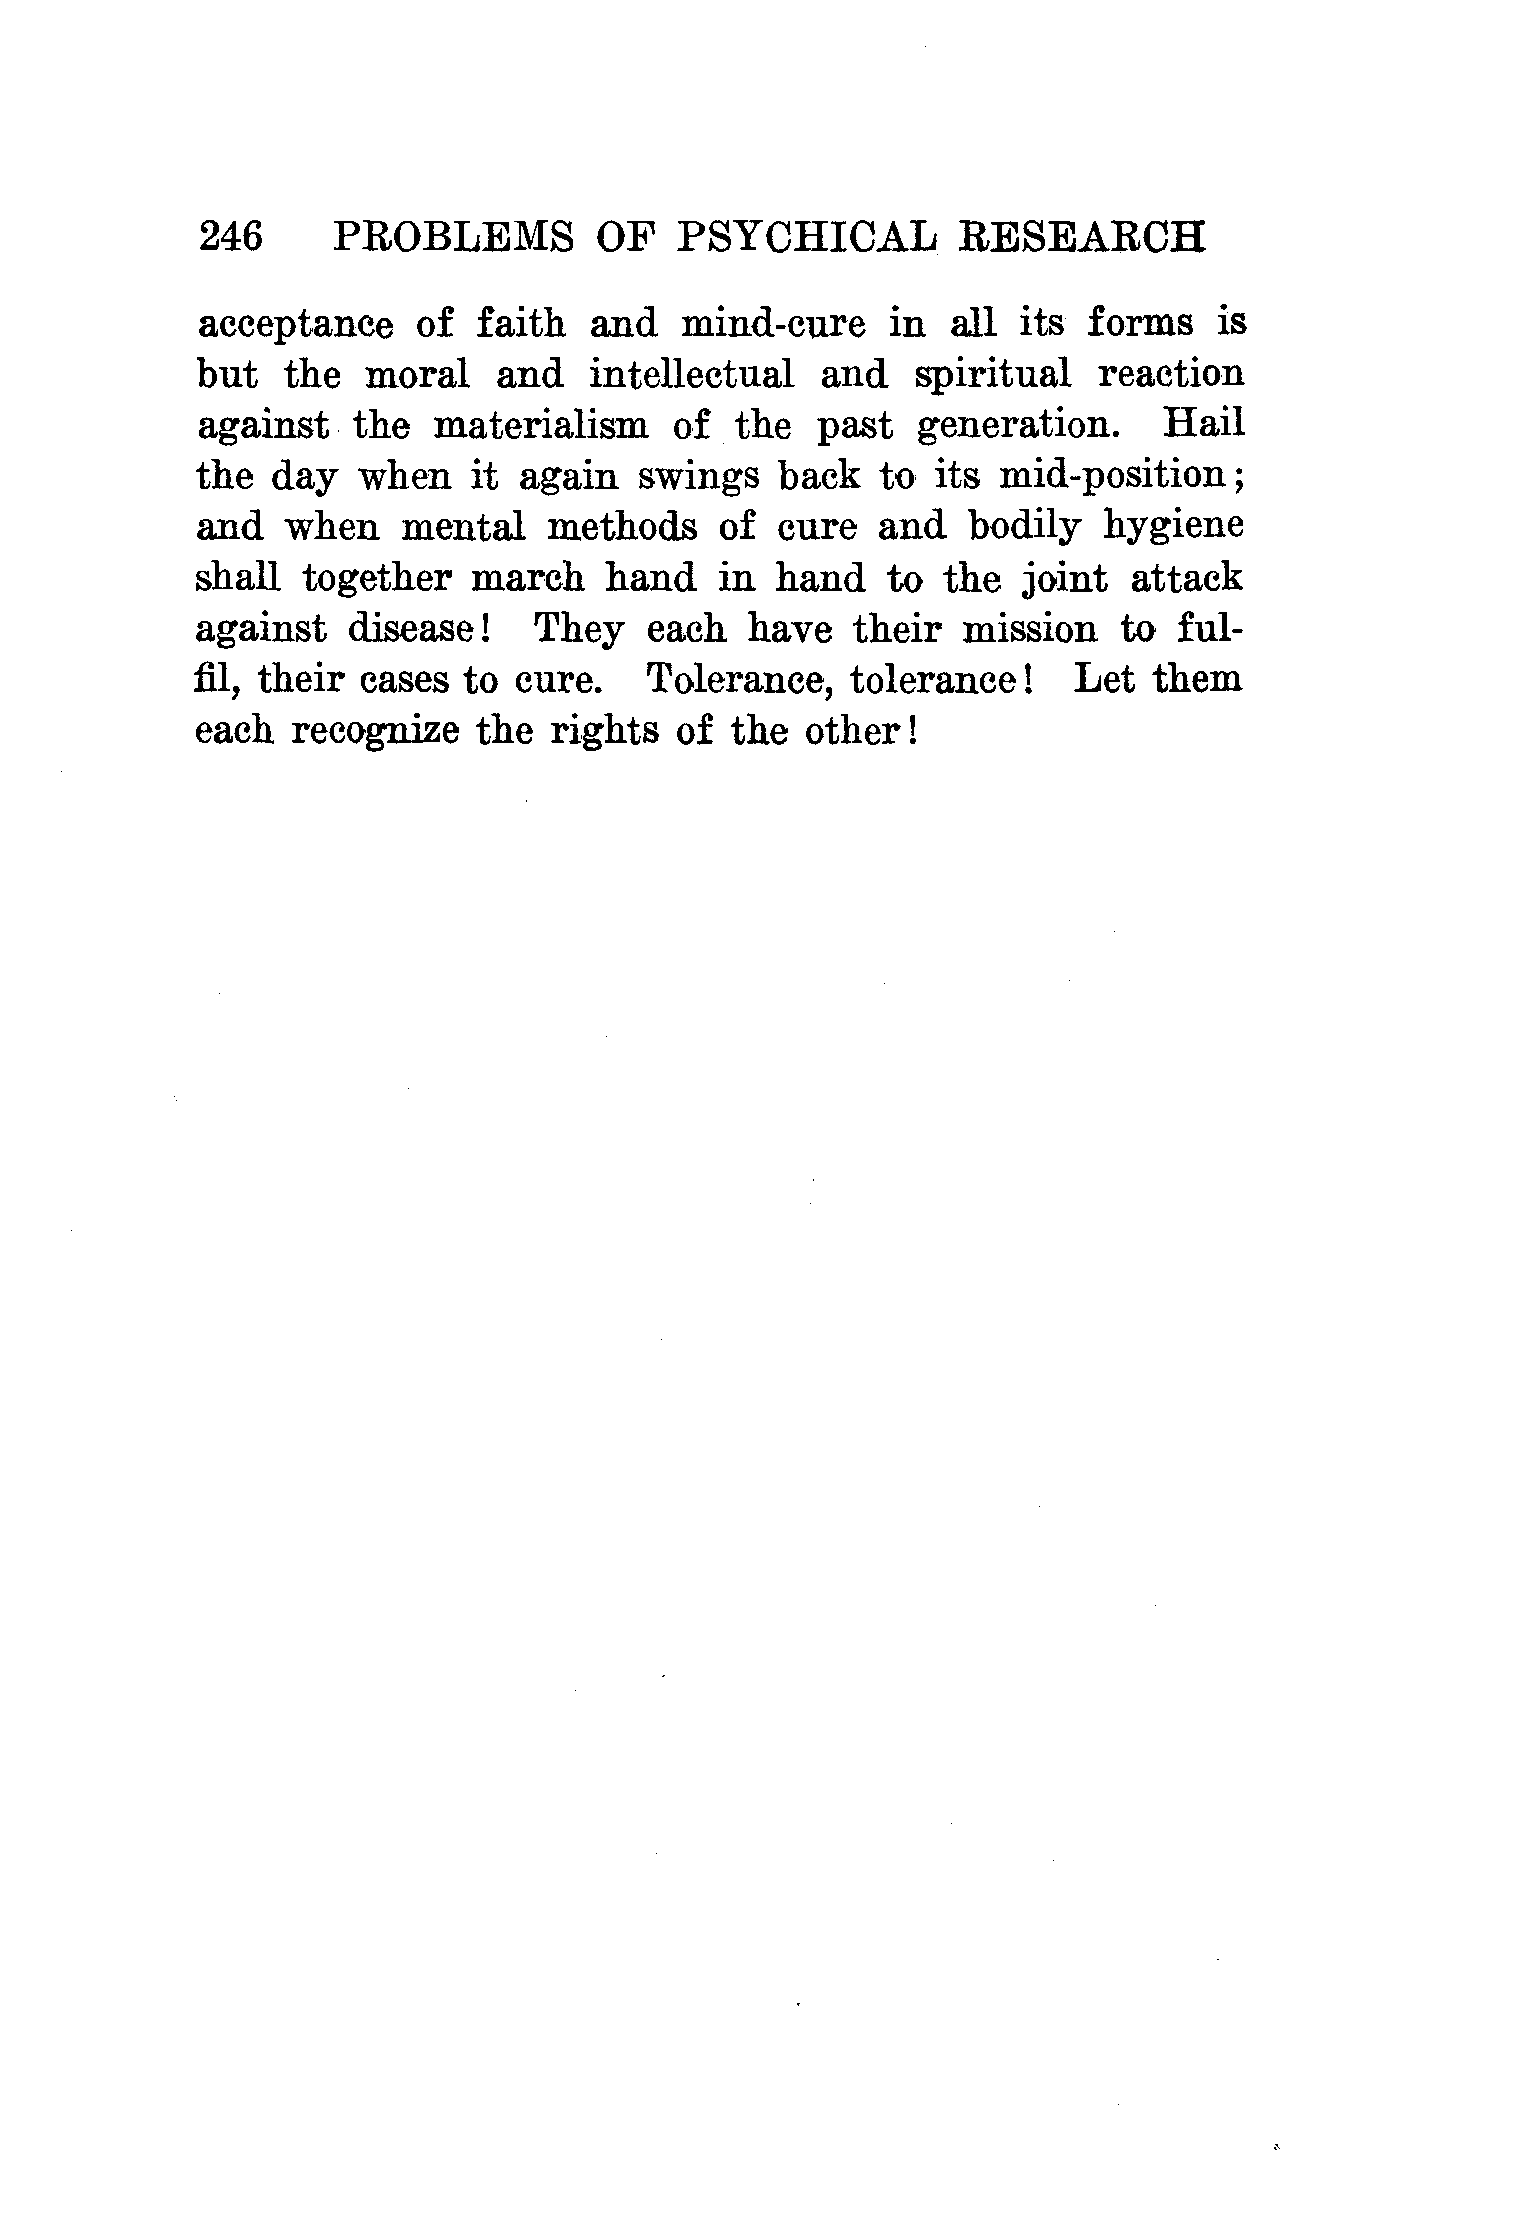 246 PROBLEMS OF PSYCHICAL RESEARCH
acceptance of faith and mind-cure in all its forms is
but the moral and intellectual and spiritual reaction
against the materialism of the past generation. Hail
the day when it again swings back to its mid-position;
and when mental methods of cure and bodily hygiene
shall together march hand in hand to the joint attack
against disease! They each have their mission to ful-
fil, their cases to cure. Tolerance, tolerance! Let them
each recognize the rights of the other!